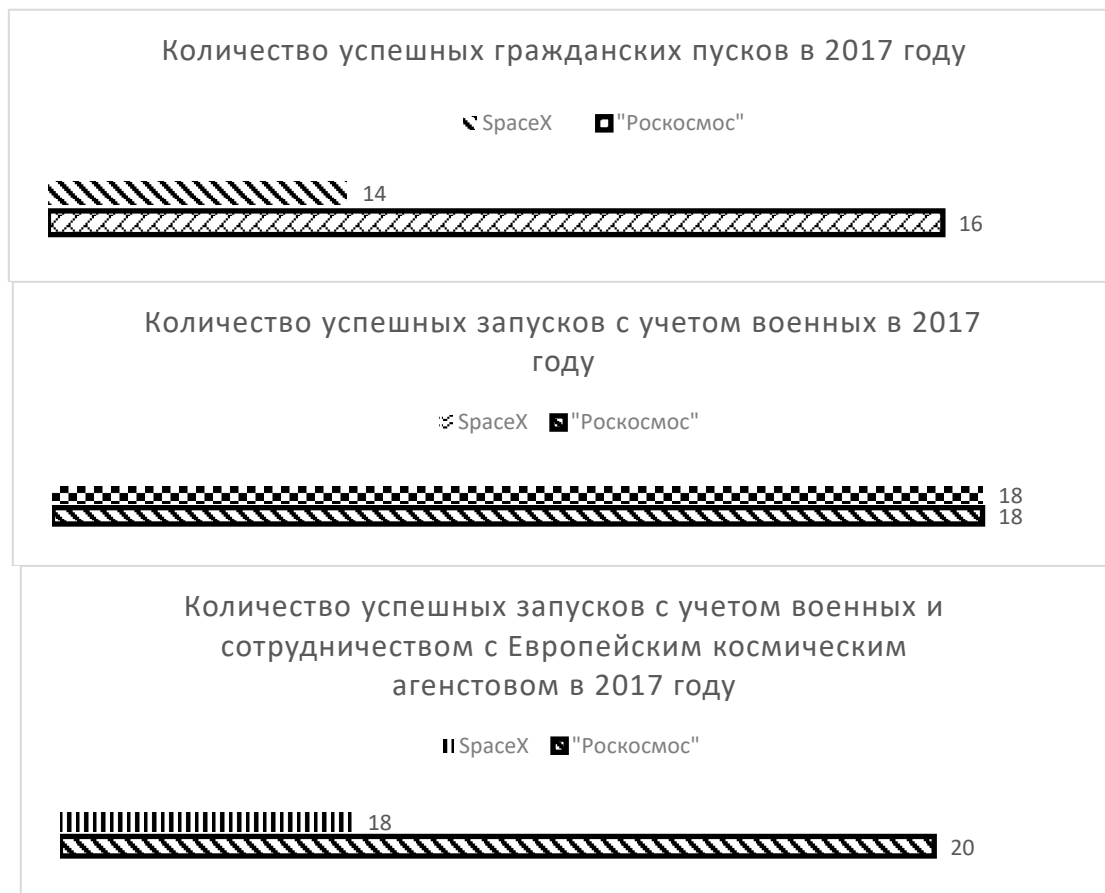 Количество успешных гражданских пусков в 2017 году
SpaceX "Роскосмос"
14
16
Количество успешных запусков с учетом военных в 2017
году
SpaceX "Роскосмос"
18
18
Количество успешных запусков с учетом военных и
сотрудничеством с Европейским космическим
агенстовом в 2017 году
SpaceX "Роскосмос"
18
20